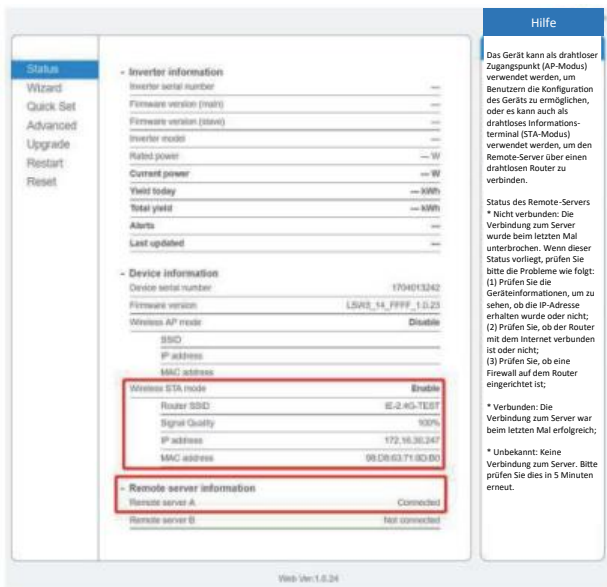 Status
Wizard
Quick Set
Advanced
Upgrade
Restart
Reset
- Inverter information
Inverter serial number ---
Firmware version (main) ---
Firmware version (slave) ---
Inverter model ---
Rated power --- W
Current power --- W
Yield today --- kWh
Total yield --- kWh
Alerts ---
Last updated ---
- Device information
Device serial number 1704013242
Firmware version LSW3_14_FFFF_1.0.23
Wireless AP mode Disable
SSID
IP address
MAC address
Wireless STA mode Enable
Router SSID IE-2.4G-TEST
Signal Quality 100%
IP address 172.16.30.247
MAC address 98:D8:63:71:0D:B0
- Remote server information
Remote server A Connected
Remote server B Not connected
Hilfe
Das Gerät kann als drahtloser
Zugangspunkt (AP-Modus)
verwendet werden, um
Benutzern die Konfiguration
des Geräts zu ermöglichen,
oder es kann auch als
drahtloses Informations-
terminal (STA-Modus)
verwendet werden, um den
Remote-Server über einen
drahtlosen Router zu
verbinden.
Status des Remote-Servers
* Nicht verbunden: Die
Verbindung zum Server
wurde beim letzten Mal
unterbrochen. Wenn dieser
Status vorliegt, prüfen Sie
bitte die Probleme wie folgt:
(1) Prüfen Sie die
Geräteinformationen, um zu
sehen, ob die IP-Adresse
erhalten wurde oder nicht;
(2) Prüfen Sie, ob der Router
mit dem Internet verbunden
ist oder nicht;
(3) Prüfen Sie, ob eine
Firewall auf dem Router
eingerichtet ist;
* Verbunden: Die
Verbindung zum Server war
beim letzten Mal erfolgreich;
* Unbekannt: Keine
Verbindung zum Server. Bitte
prüfen Sie dies in 5 Minuten
erneut.
Web Ver:1.0.24